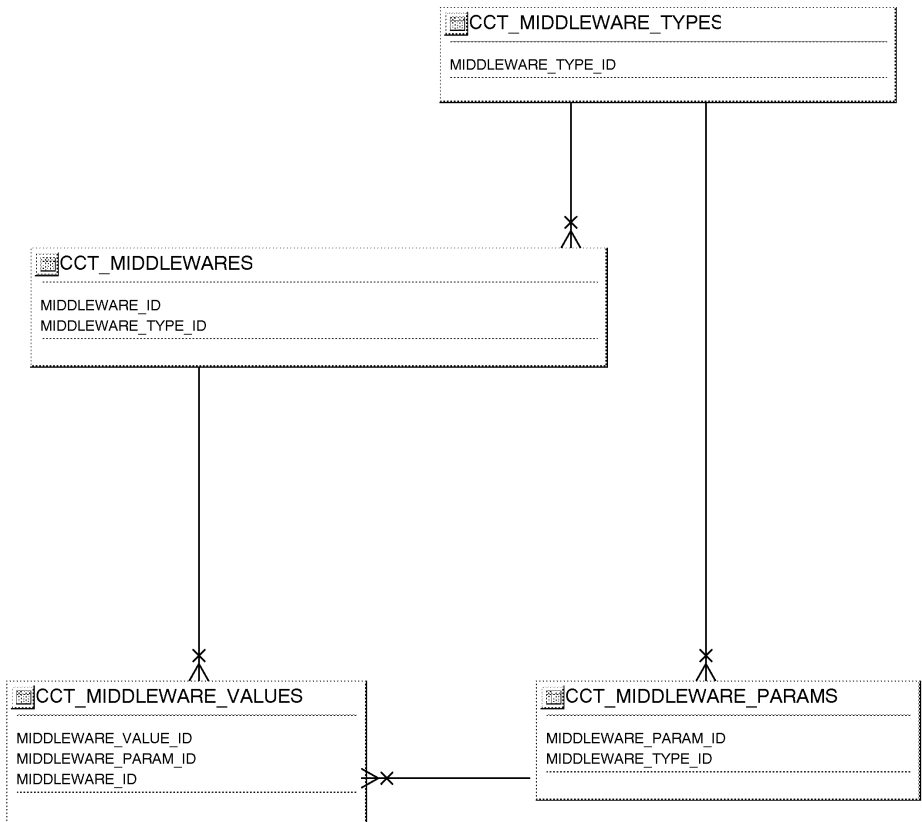 CCT_MIDDLEWARE_TYPES
MIDDLEWARE_TYPE_ID
CCT_MIDDLEWARES
MIDDLEWARE_ID
MIDDLEWARE_TYPE_ID
CCT_MIDDLEWARE_VALUES
MIDDLEWARE_VALUE_ID
MIDDLEWARE_PARAM_ID
MIDDLEWARE_ID
CCT_MIDDLEWARE_PARAMS
MIDDLEWARE_PARAM_ID
MIDDLEWARE_TYPE_ID